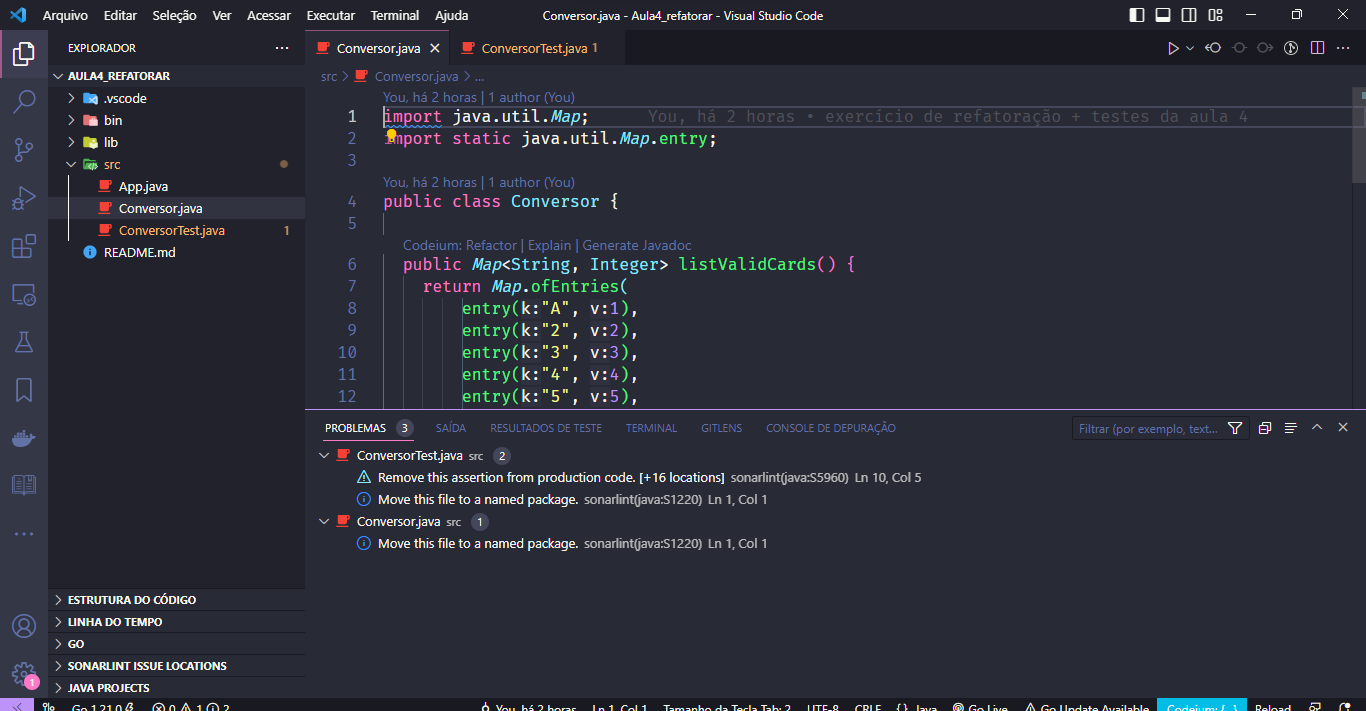 Arquivo Editar Seleção Ver Acessar Executar Terminal Ajuda Conversor.java - Aula4_refatorar - Visual Studio Code
EXPLORADOR
AULA4_REFATORAR
.vscode
bin
lib
src
App.java
Conversor.java
ConversorTest.java 1
README.md
ESTRUTURA DO CÓDIGO
LINHA DO TEMPO
GO
SONARLINT ISSUE LOCATIONS
JAVA PROJECTS
1
Conversor.java ConversorTest.java 1
src > Conversor.java > ...
You, há 2 horas | 1 author (You)
1 import java.util.Map; You, há 2 horas • exercício de refatoração + testes da aula 4
2 import static java.util.Map.entry;
3
You, há 2 horas | 1 author (You)
4 public class Conversor {
5
Codeium: Refactor | Explain | Generate Javadoc
6 public Map<String, Integer> listValidCards() {
7 return Map.ofEntries(
8 entry(k:"A", v:1),
9 entry(k:"2", v:2),
10 entry(k:"3", v:3),
11 entry(k:"4", v:4),
12 entry(k:"5", v:5),
PROBLEMAS 3 SAÍDA RESULTADOS DE TESTE TERMINAL GITLENS CONSOLE DE DEPURAÇÃO Filtrar (por exemplo, text...
ConversorTest.java src 2
Remove this assertion from production code. [+16 locations] sonarlint(java:S5960) Ln 10, Col 5
Move this file to a named package. sonarlint(java:S1220) Ln 1, Col 1
Conversor.java src 1
Move this file to a named package. sonarlint(java:S1220) Ln 1, Col 1
Go 1.21.0 0 1 2 You, há 2 horas Ln 1, Col 1 Tamanho da Tecla Tab: 2 UTF-8 CRLF {} Java Go Live Go Update Available Codeium: {...} Reload